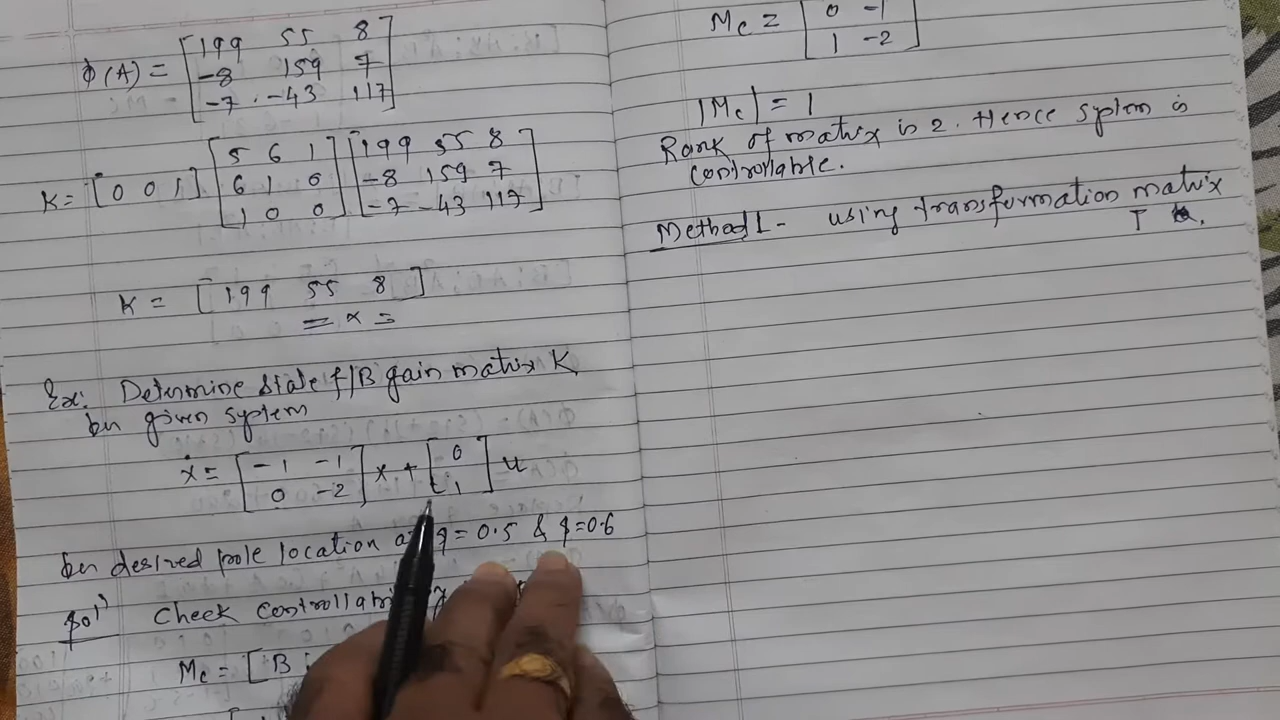 ϕ(A) = [199 55 8
-8 159 7
-7 -43 117]
K = [0 0 1] [5 6 1
6 1 0
1 0 0] [199 55 8
-8 159 7
-7 -43 117]
K = [199 55 8]
Ex: Determine state f/B gain matrix K
for given system
ẋ = [-1 -1
0 -2] x + [0
1] u
for desired pole location at = 0.5 & = 0.6
Sol' Check
Mc = [B :
Mc = [0 -1
1 -2]
|Mc| = 1
Rank of matrix is 2. Hence system is
controllable.
Method 1 - using transformation matrix
T